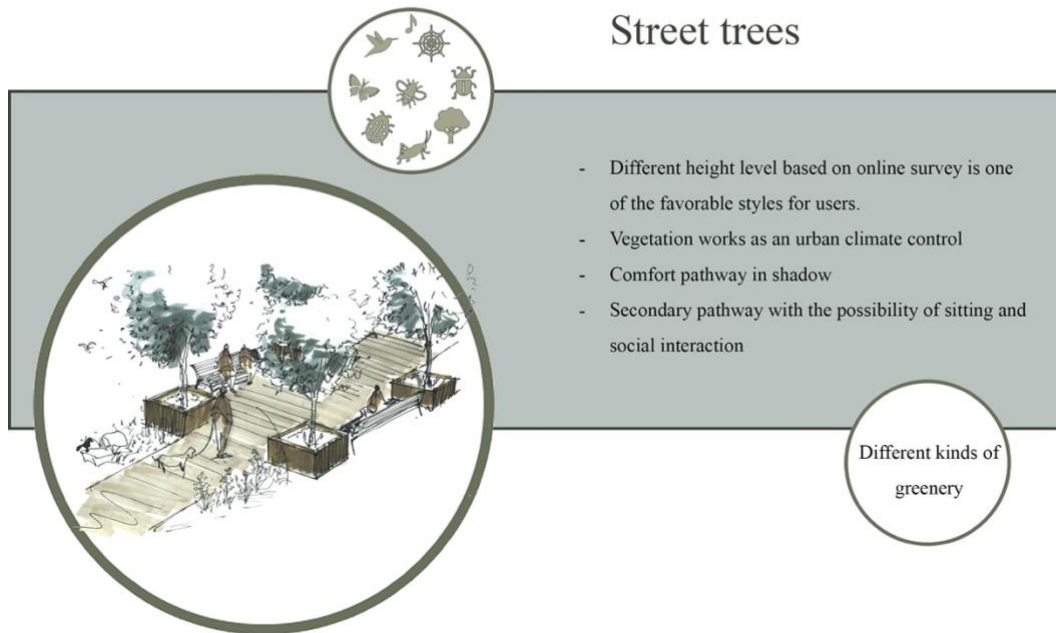 Street trees
- Different height level based on online survey is one
of the favorable styles for users.
- Vegetation works as an urban climate control
- Comfort pathway in shadow
- Secondary pathway with the possibility of sitting and
social interaction
Different kinds of
greenery